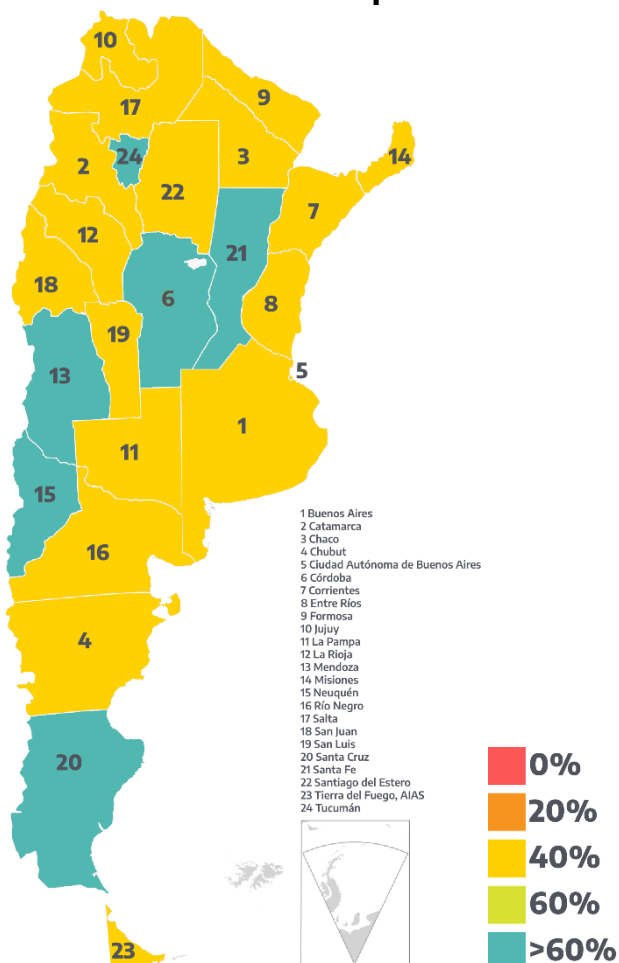 10
9
17
24
3
2
14
22
7
12
21
18
6
8
19
5
13
1
11
15
16
4
20
23
1 Buenos Aires
2 Catamarca
3 Chaco
4 Chubut
5 Ciudad Autónoma de Buenos Aires
6 Córdoba
7 Corrientes
8 Entre Ríos
9 Formosa
10 Jujuy
11 La Pampa
12 La Rioja
13 Mendoza
14 Misiones
15 Neuquén
16 Río Negro
17 Salta
18 San Juan
19 San Luis
20 Santa Cruz
21 Santa Fe
22 Santiago del Estero
23 Tierra del Fuego, AIAS
24 Tucumán
0%
20%
40%
60%
>60%